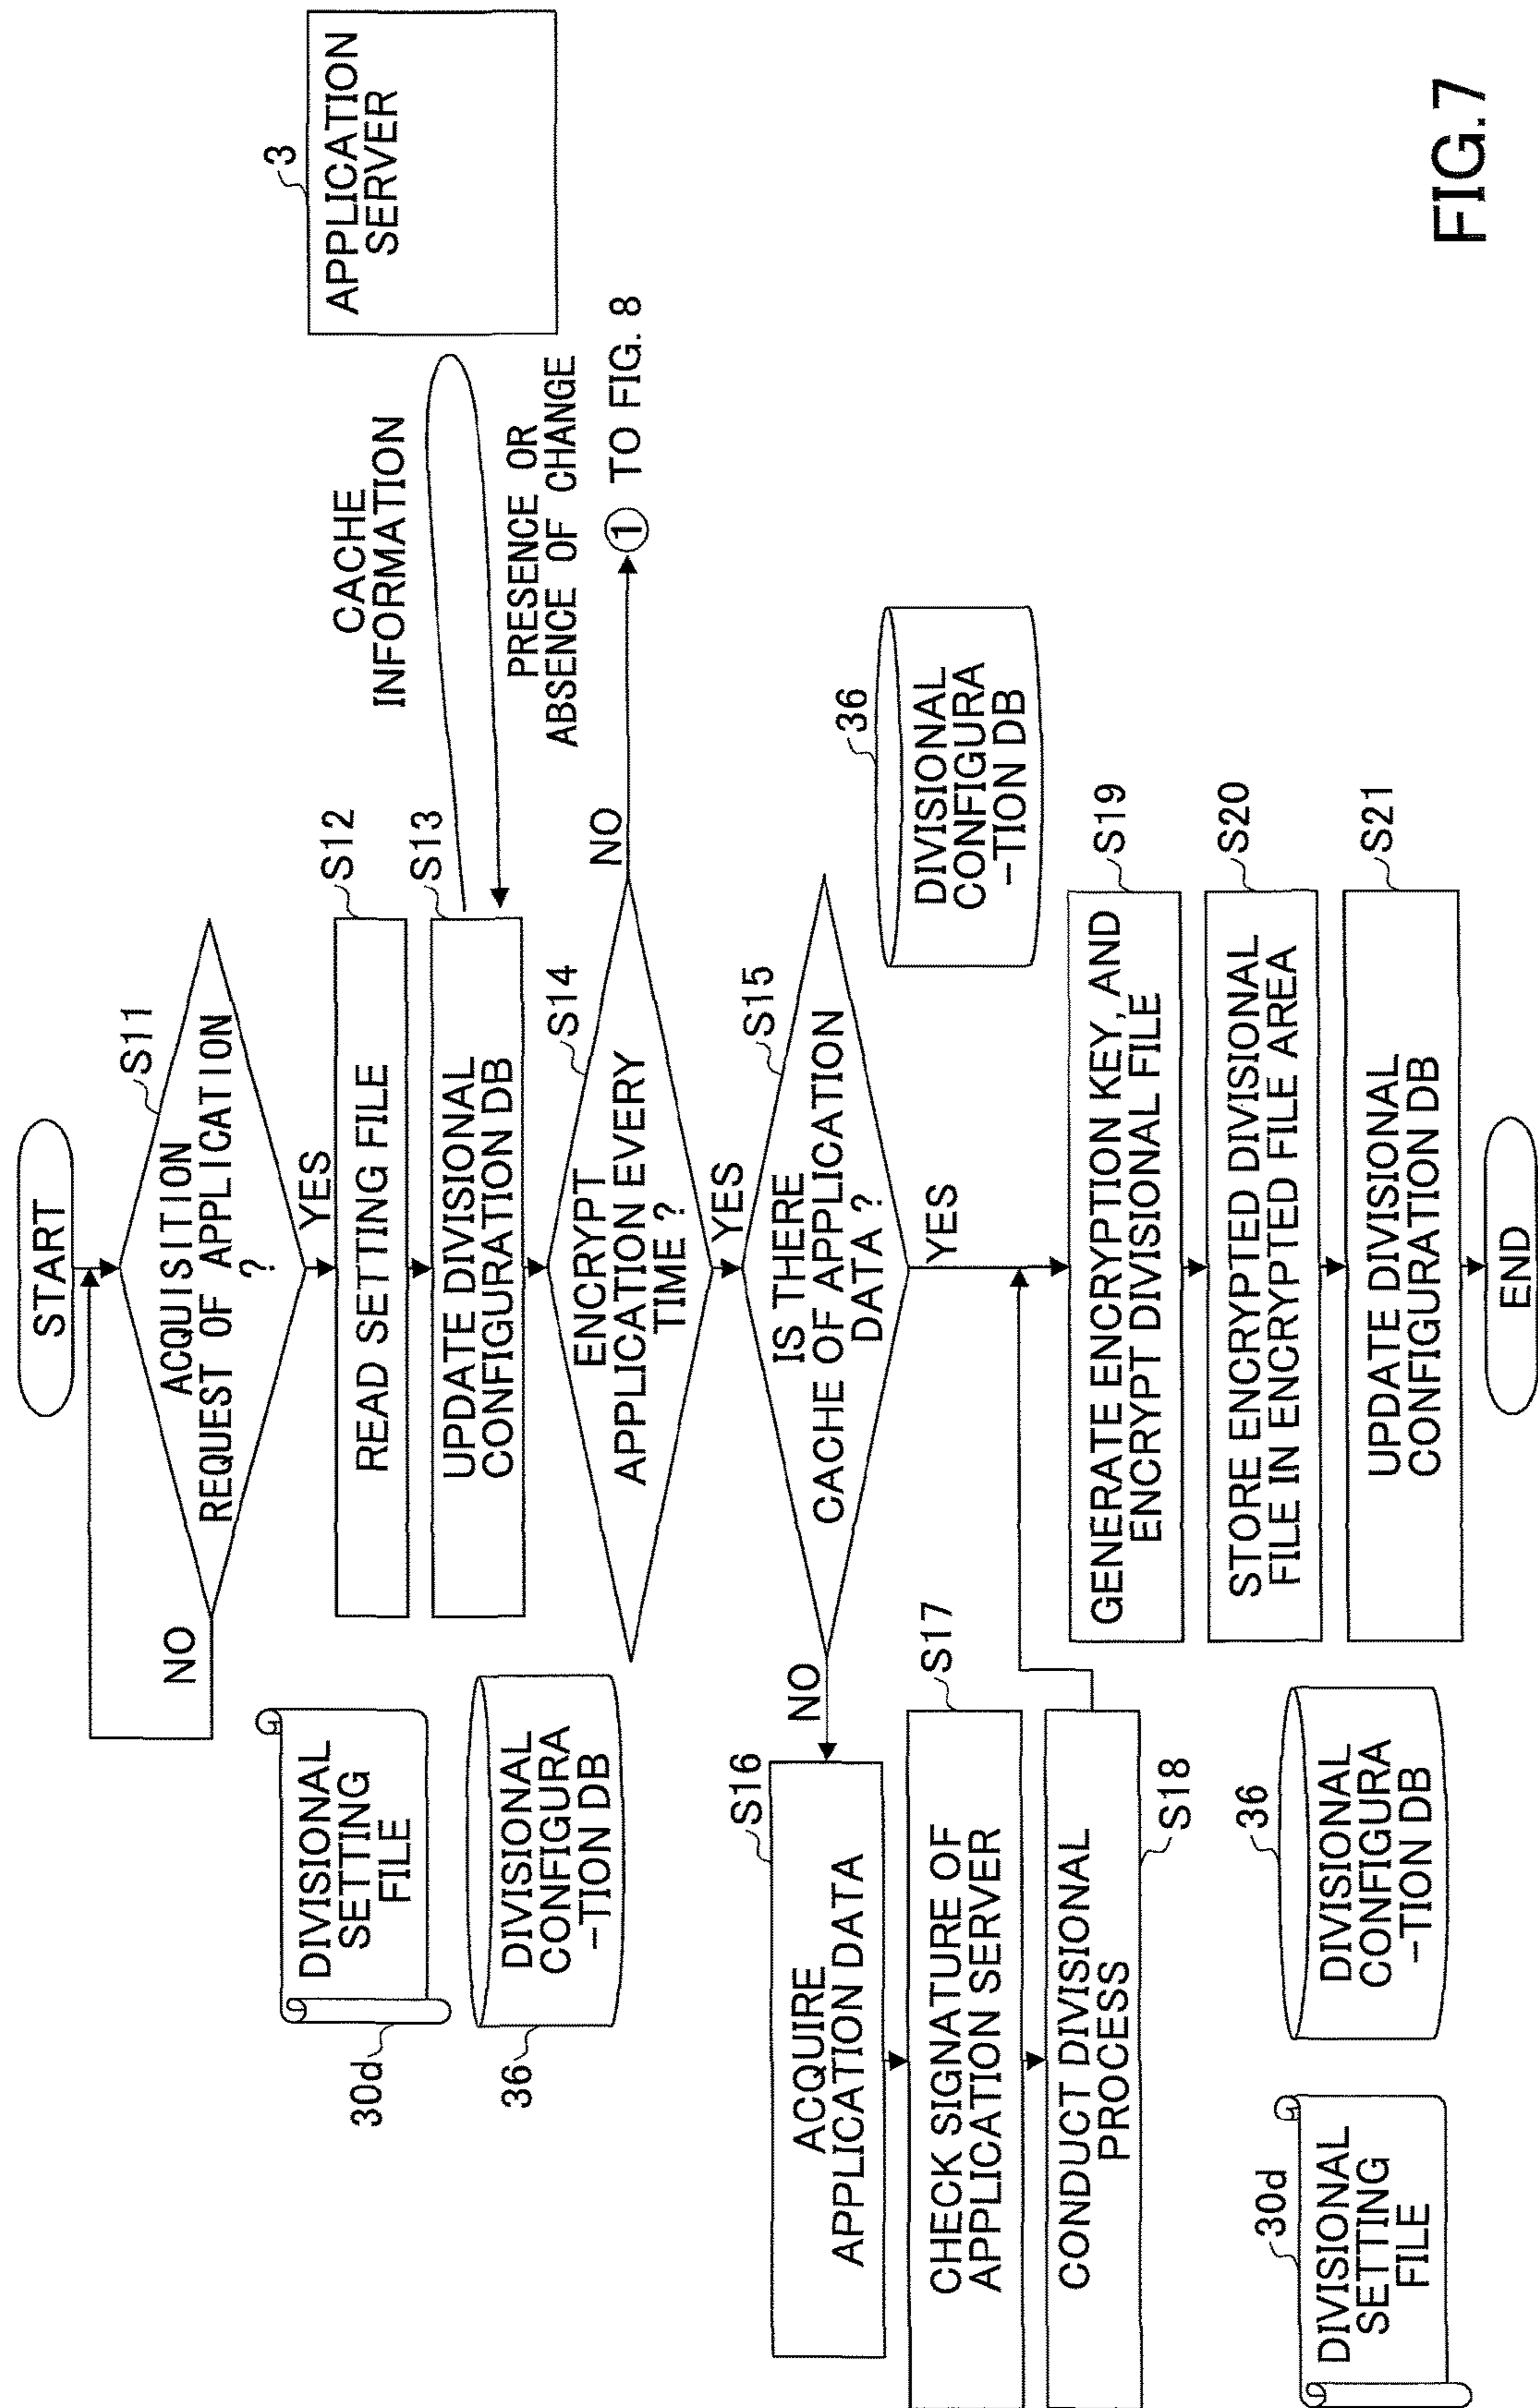 START
S11
ACQUISITION
REQUEST OF APPLICATION
?
NO
YES
3
APPLICATION
SERVER
DIVISIONAL
SETTING
FILE
30d
S12
READ SETTING FILE
CACHE
INFORMATION
S13
UPDATE DIVISIONAL
CONFIGURATION DB
DIVISIONAL
CONFIGURA
-TION DB
36
PRESENCE OR
ABSENCE OF CHANGE
S14
ENCRYPT
APPLICATION EVERY
TIME ?
NO
1 TO FIG. 8
YES
S15
IS THERE
CACHE OF APPLICATION
DATA ?
NO
YES
36
DIVISIONAL
CONFIGURA
-TION DB
S16
ACQUIRE
APPLICATION DATA
S17
CHECK SIGNATURE OF
APPLICATION SERVER
CONDUCT DIVISIONAL
PROCESS
S18
S19
GENERATE ENCRYPTION KEY, AND
ENCRYPT DIVISIONAL FILE
S20
STORE ENCRYPTED DIVISIONAL
FILE IN ENCRYPTED FILE AREA
S21
UPDATE DIVISIONAL
CONFIGURATION DB
30d
DIVISIONAL
SETTING
FILE
36
DIVISIONAL
CONFIGURA
-TION DB
END
FIG.7